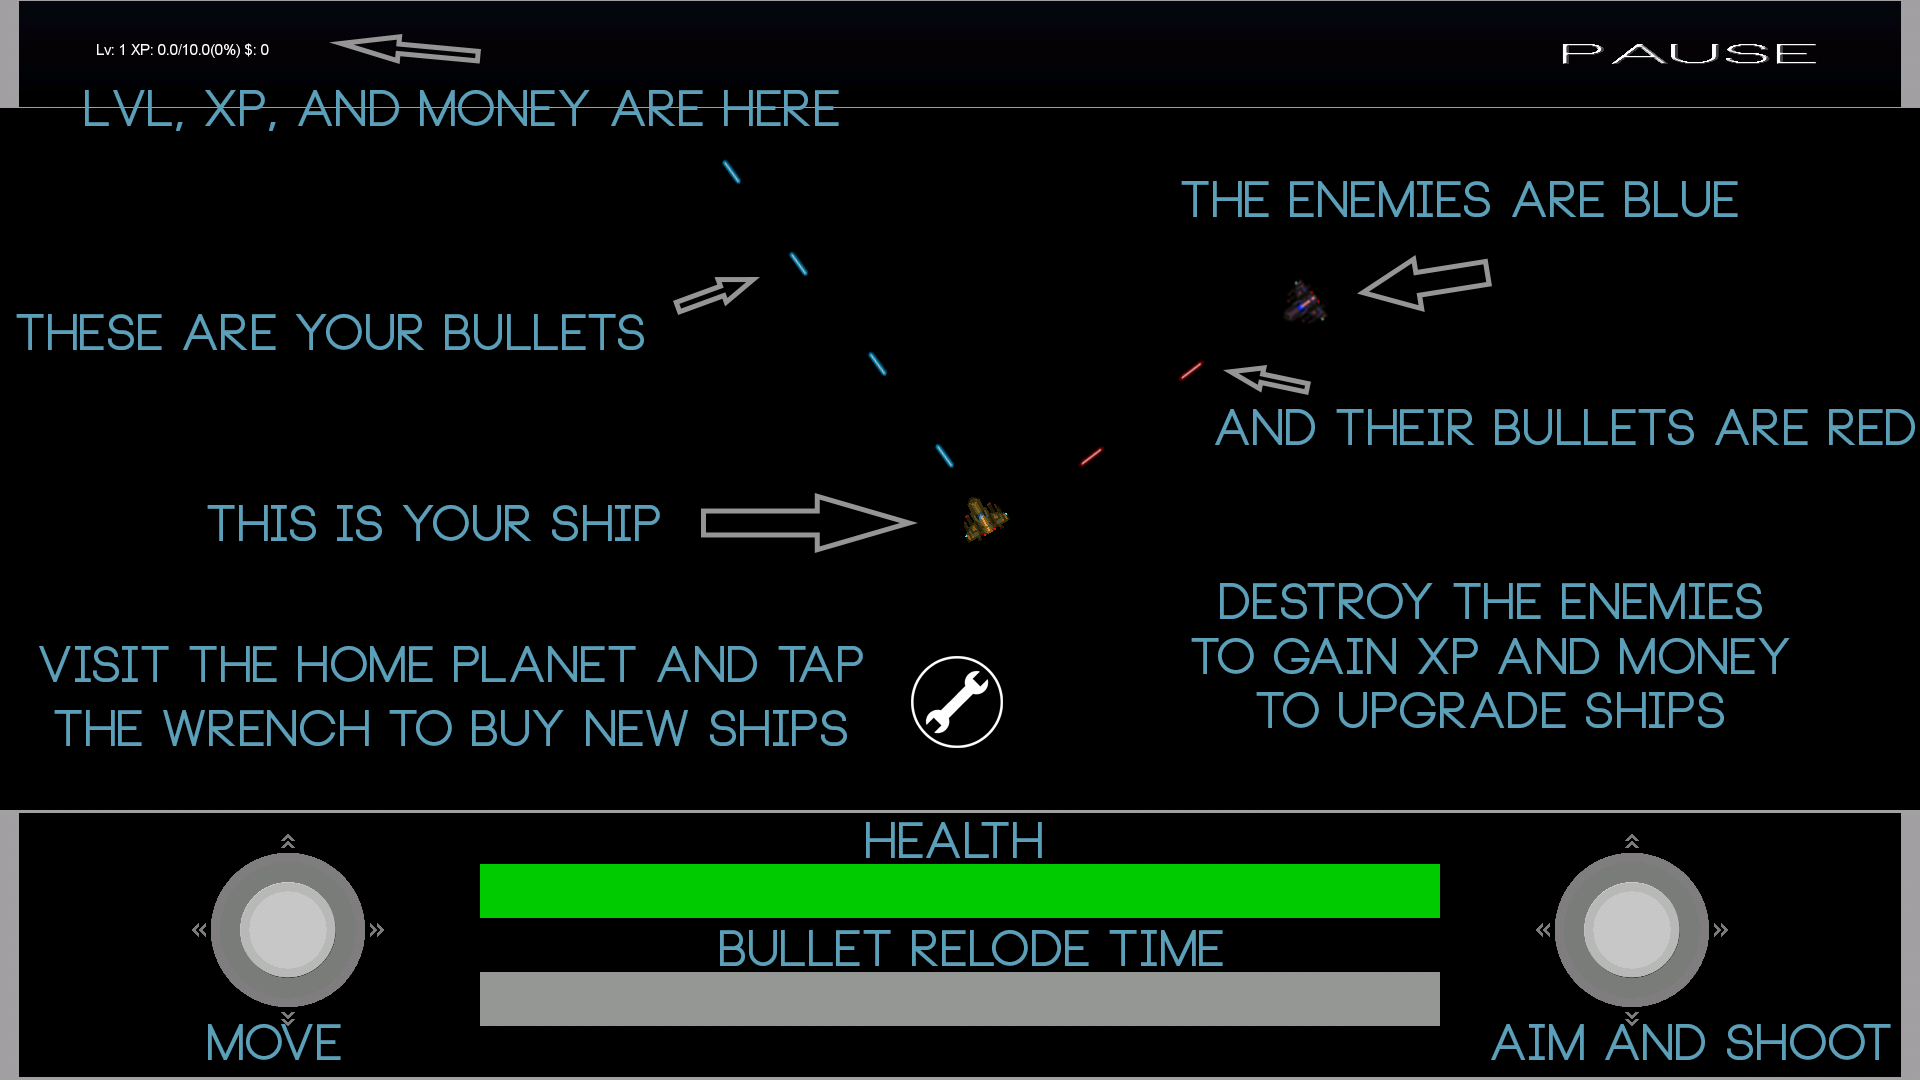 Lv: 1 XP: 0.0/10.0(0%) $: 0
PAUSE
LVL, XP, AND MONEY ARE HERE
THE ENEMIES ARE BLUE
THESE ARE YOUR BULLETS
AND THEIR BULLETS ARE RED
THIS IS YOUR SHIP
DESTROY THE ENEMIES
TO GAIN XP AND MONEY
TO UPGRADE SHIPS
VISIT THE HOME PLANET AND TAP
THE WRENCH TO BUY NEW SHIPS
HEALTH
BULLET RELODE TIME
MOVE
AIM AND SHOOT